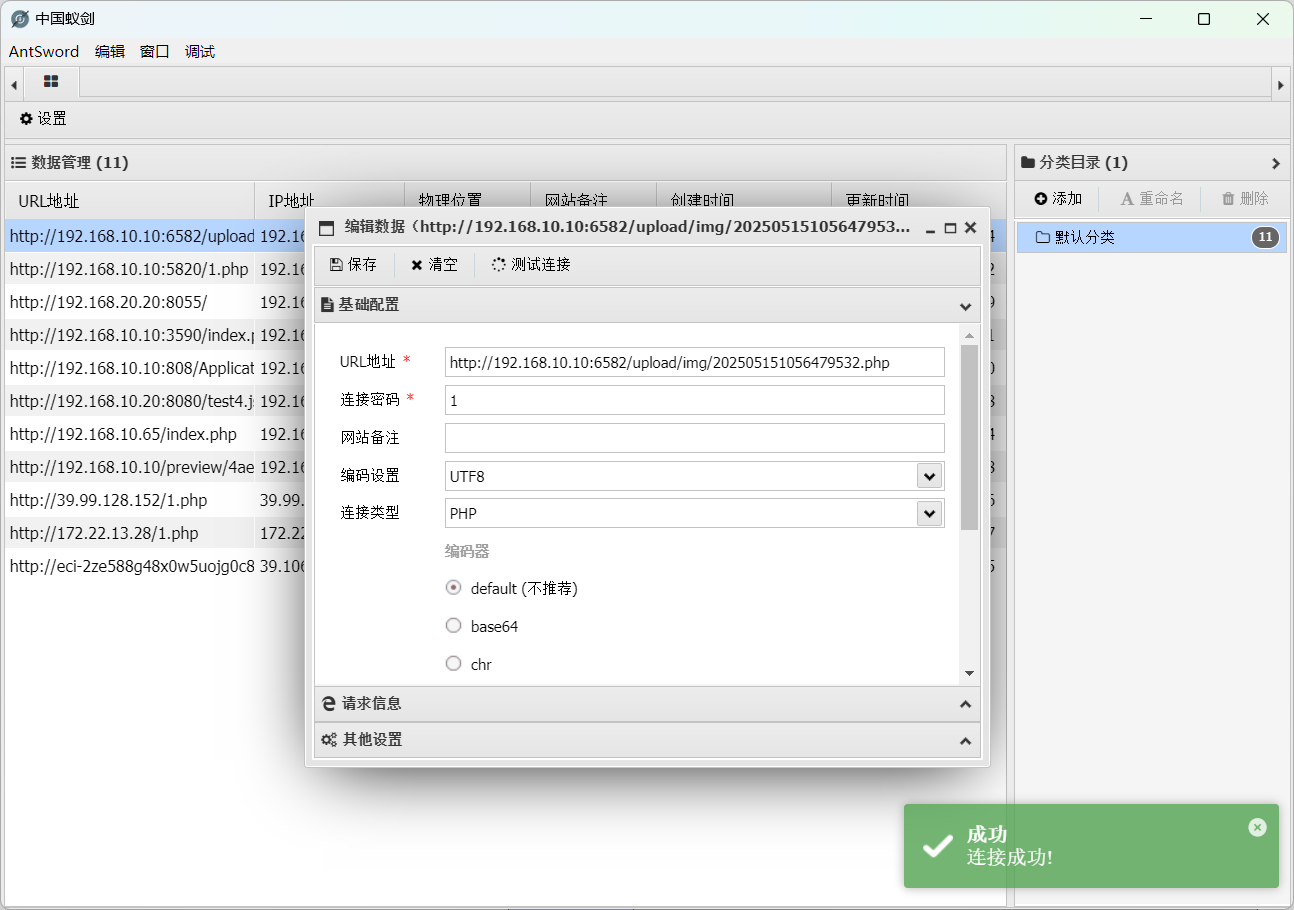 中国蚁剑
AntSword 编辑 窗口 调试
设置
数据管理 (11)
分类目录 (1)
URL地址 IP地址 物理位置 网站备注 创建时间 更新时间
添加 重命名 删除
默认分类 11
http://192.168.10.10:6582/upload 192.16 4
http://192.168.10.10:5820/1.php 192.16 2
http://192.168.20.20:8055/ 192.16 9
http://192.168.10.10:3590/index.p 192.16 1
http://192.168.10.10:808/Applicat 192.16 0
http://192.168.10.20:8080/test4.j 192.16 8
http://192.168.10.65/index.php 192.16 4
http://192.168.10.10/preview/4ae 192.16 8
http://39.99.128.152/1.php 39.99.
http://172.22.13.28/1.php 172.22 7
http://eci-2ze588g48x0w5uojg0c8 39.106
编辑数据（http://192.168.10.10:6582/upload/img/20250515105647953...
保存 清空 测试连接
基础配置
URL地址 * http://192.168.10.10:6582/upload/img/202505151056479532.php
连接密码 * 1
网站备注
编码设置 UTF8
连接类型 PHP
编码器
default (不推荐)
base64
chr
请求信息
其他设置
成功
连接成功!